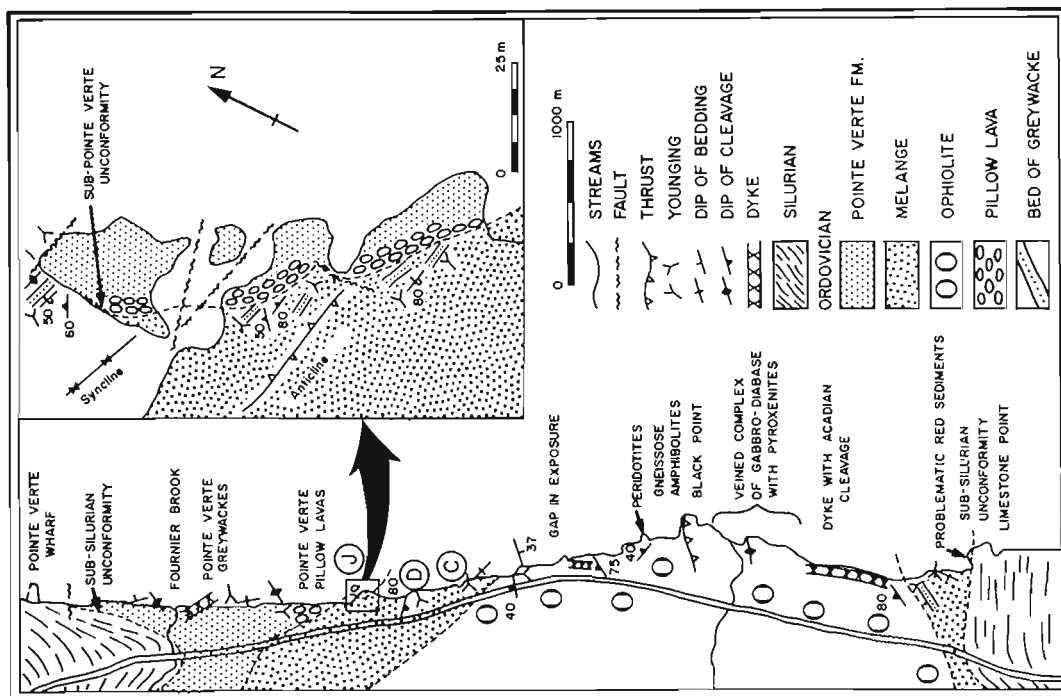 SUB-POINTE VERTE
UNCONFORMITY
N
Syncline
50
60
50
80
Anticline
80
0
25 m
POINTE VERTE
WHARF
SUB-SILURIAN
UNCONFORMITY
FOURNIER BROOK
POINTE VERTE
GREYWACKES
POINTE VERTE
PILLOW LAVAS
J
80
D
C
40
37
GAP IN EXPOSURE
75
40
PERIDOTITES
GNEISSOSE
AMPHIBOLITES
BLACK POINT
VEINED COMPLEX
OF GABBRO-DIABASE
WITH PYROXENITES
DYKE WITH ACADIAN
CLEAVAGE
80
PROBLEMATIC RED SEDIMENTS
SUB-SILURIAN
UNCONFORMITY
LIMESTONE POINT
0
1000 m
STREAMS
FAULT
THRUST
YOUNGING
DIP OF BEDDING
DIP OF CLEAVAGE
DYKE
SILURIAN
ORDOVICIAN
POINTE VERTE FM.
MELANGE
OPHIOLITE
PILLOW LAVA
BED OF GREYWACKE